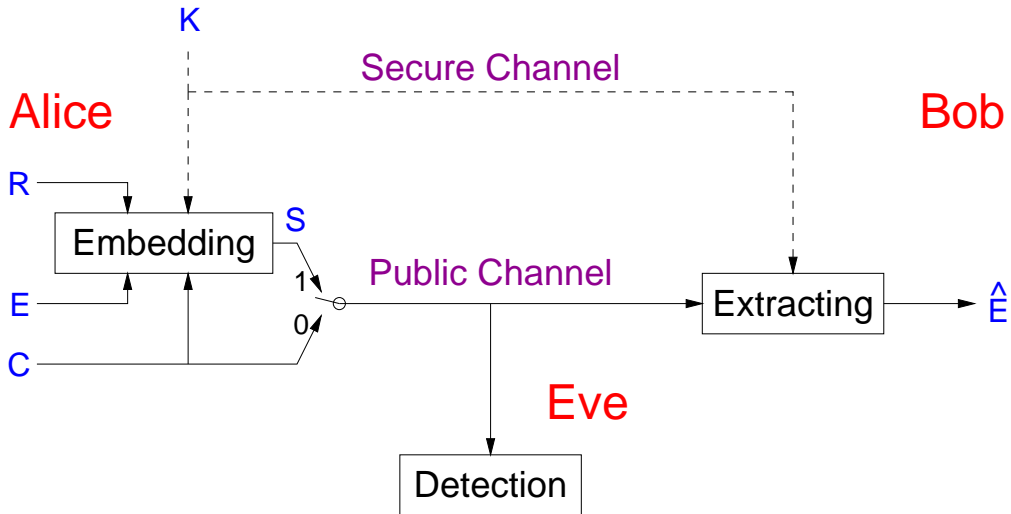 K
Secure Channel
Alice
Bob
R
S
Embedding
1
Public Channel
E
Extracting
Ê
0
C
Eve
Detection